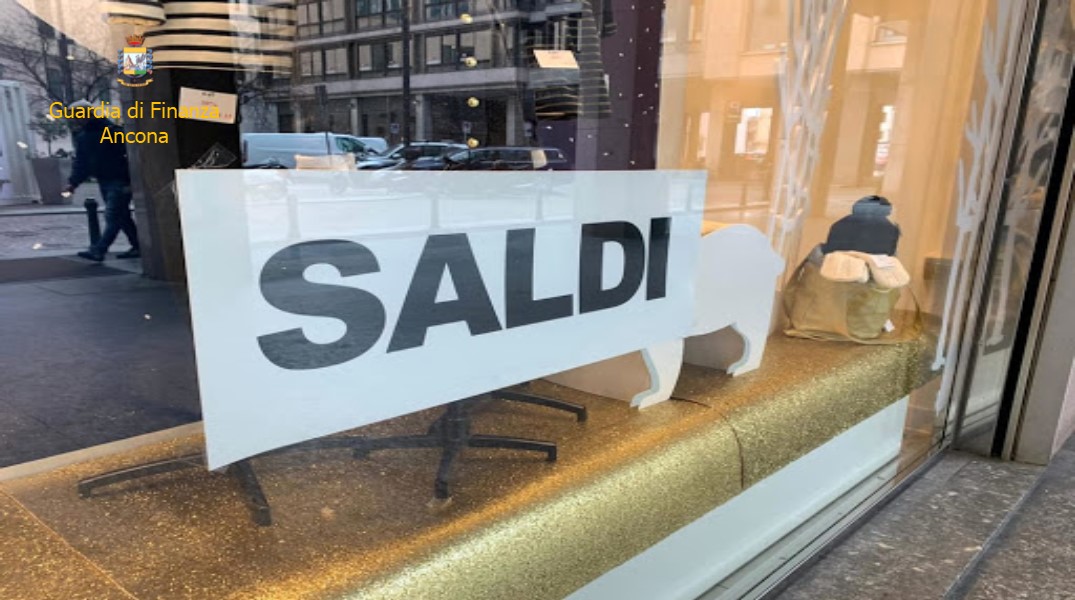 Guardia di Finanza
Ancona
SALDI